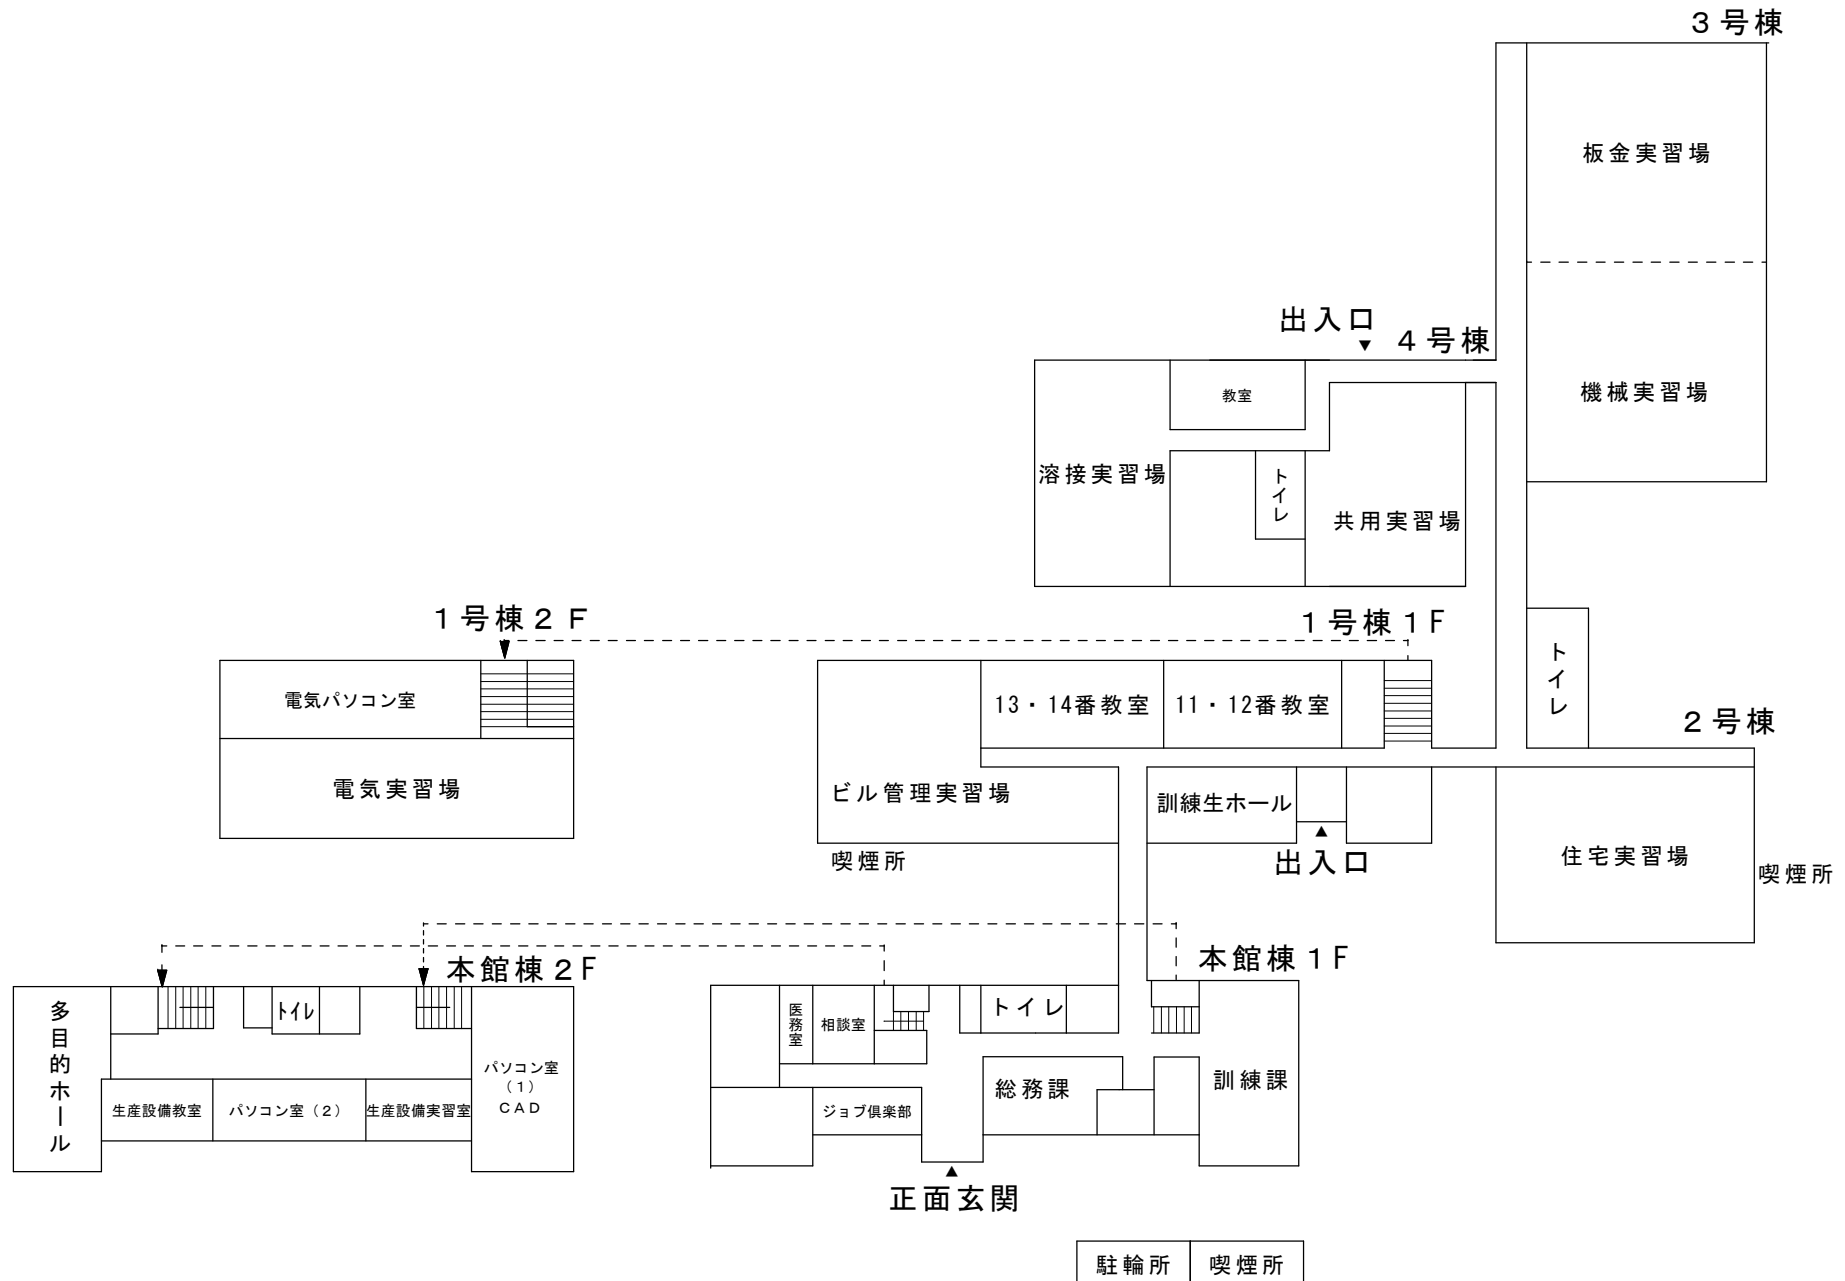 ３号棟
板金実習場
出入口
４号棟
教室
機械実習場
溶接実習場
トイレ
共用実習場
１号棟２Ｆ
１号棟１Ｆ
電気パソコン室
13・14番教室
11・12番教室
トイレ
２号棟
電気実習場
ビル管理実習場
訓練生ホール
喫煙所
出入口
住宅実習場
喫煙所
本館棟２Ｆ
本館棟１Ｆ
多目的ホール
トイレ
医務室
相談室
トイレ
パソコン室
（１）
ＣＡＤ
生産設備教室
パソコン室（２）
生産設備実習室
ジョブ倶楽部
総務課
訓練課
正面玄関
駐輪所
喫煙所